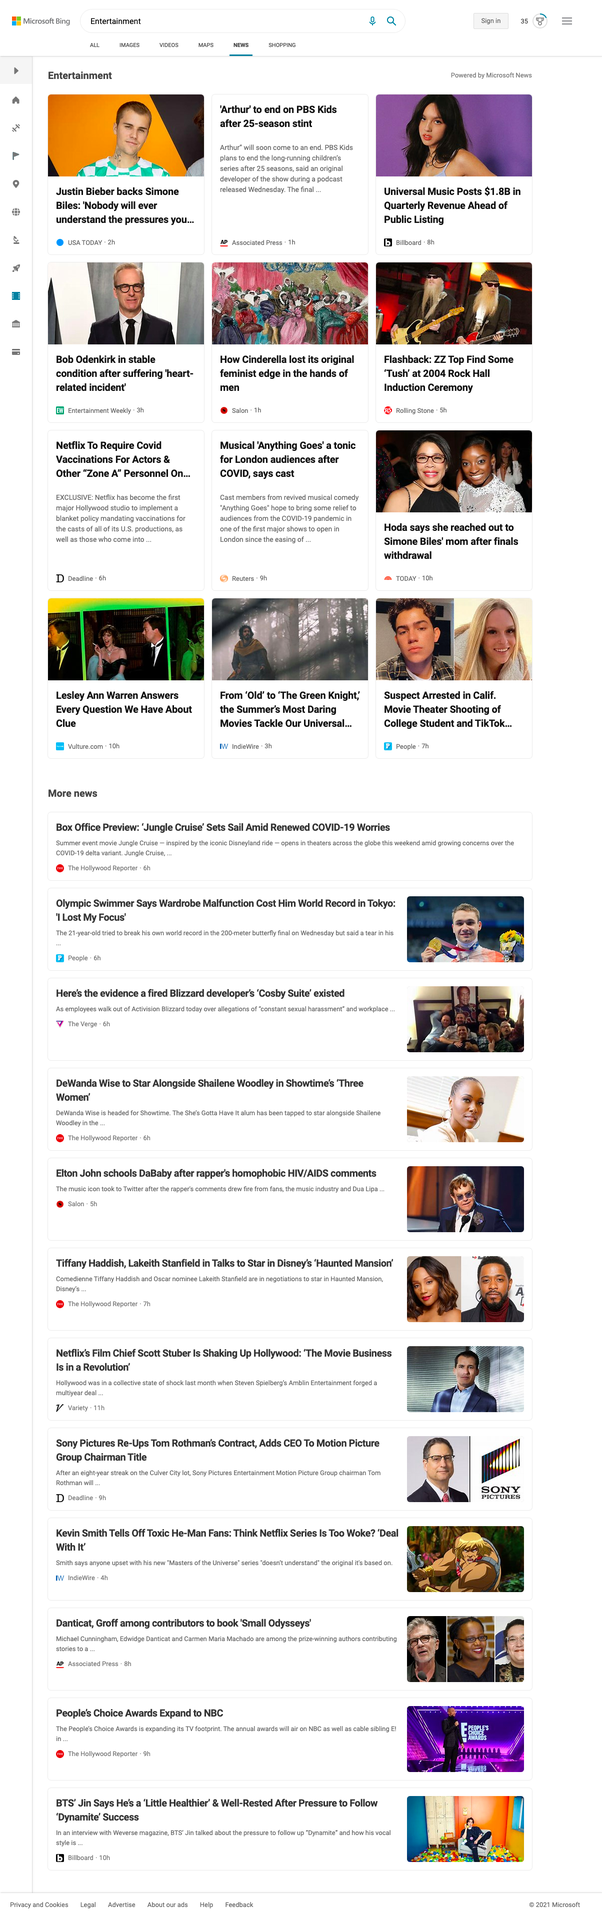 Microsoft Bing
Entertainment
Sign in
35
ALL IMAGES VIDEOS MAPS NEWS SHOPPING
Entertainment
Powered by Microsoft News
Justin Bieber backs Simone
Biles: 'Nobody will ever
understand the pressures you...
USA TODAY · 2h
'Arthur' to end on PBS Kids
after 25-season stint
Arthur" will soon come to an end. PBS Kids
plans to end the long-running children's
series after 25 seasons, said an original
developer of the show during a podcast
released Wednesday. The final ...
AP Associated Press · 1h
Universal Music Posts $1.8B in
Quarterly Revenue Ahead of
Public Listing
Billboard · 8h
Bob Odenkirk in stable
condition after suffering 'heart-
related incident'
Entertainment Weekly · 3h
How Cinderella lost its original
feminist edge in the hands of
men
Salon · 1h
Flashback: ZZ Top Find Some
'Tush' at 2004 Rock Hall
Induction Ceremony
Rolling Stone · 5h
Netflix To Require Covid
Vaccinations For Actors &
Other "Zone A" Personnel On...
EXCLUSIVE: Netflix has become the first
major Hollywood studio to implement a
blanket policy mandating vaccinations for
the casts of all of its U.S. productions, as
well as those who come into ...
Deadline · 6h
Musical 'Anything Goes' a tonic
for London audiences after
COVID, says cast
Cast members from revived musical comedy
"Anything Goes" hope to bring some relief to
audiences from the COVID-19 pandemic in
one of the first major shows to open in
London since the easing of ...
Reuters · 9h
Hoda says she reached out to
Simone Biles' mom after finals
withdrawal
TODAY · 10h
Lesley Ann Warren Answers
Every Question We Have About
Clue
Vulture.com · 10h
From 'Old' to 'The Green Knight,'
the Summer's Most Daring
Movies Tackle Our Universal...
IndieWire · 3h
Suspect Arrested in Calif.
Movie Theater Shooting of
College Student and TikTok...
People · 7h
More news
Box Office Preview: 'Jungle Cruise' Sets Sail Amid Renewed COVID-19 Worries
Summer event movie Jungle Cruise — inspired by the iconic Disneyland ride — opens in theaters across the globe this weekend amid growing concerns over the
COVID-19 delta variant. Jungle Cruise, ...
The Hollywood Reporter · 6h
Olympic Swimmer Says Wardrobe Malfunction Cost Him World Record in Tokyo:
'I Lost My Focus'
The 21-year-old tried to break his own world record in the 200-meter butterfly final on Wednesday but said a tear in his
...
People · 6h
Here's the evidence a fired Blizzard developer's 'Cosby Suite' existed
As employees walk out of Activision Blizzard today over allegations of "constant sexual harassment" and workplace ...
The Verge · 6h
DeWanda Wise to Star Alongside Shailene Woodley in Showtime's 'Three
Women'
DeWanda Wise is headed for Showtime. The She's Gotta Have It alum has been tapped to star alongside Shailene
Woodley in the ...
The Hollywood Reporter · 6h
Elton John schools DaBaby after rapper's homophobic HIV/AIDS comments
The music icon took to Twitter after the rapper's comments drew fire from fans, the music industry and Dua Lipa ...
Salon · 5h
Tiffany Haddish, Lakeith Stanfield in Talks to Star in Disney's 'Haunted Mansion'
Comedienne Tiffany Haddish and Oscar nominee Lakeith Stanfield are in negotiations to star in Haunted Mansion,
Disney's ...
The Hollywood Reporter · 7h
Netflix's Film Chief Scott Stuber Is Shaking Up Hollywood: 'The Movie Business
Is in a Revolution'
Hollywood was in a collective state of shock last month when Steven Spielberg's Amblin Entertainment forged a
multiyear deal ...
Variety · 11h
Sony Pictures Re-Ups Tom Rothman's Contract, Adds CEO To Motion Picture
Group Chairman Title
After an eight-year streak on the Culver City lot, Sony Pictures Entertainment Motion Picture Group chairman Tom
Rothman will ...
Deadline · 9h
SONY
PICTURES
Kevin Smith Tells Off Toxic He-Man Fans: Think Netflix Series Is Too Woke? 'Deal
With It'
Smith says anyone upset with his new "Masters of the Universe" series "doesn't understand" the original it's based on.
IndieWire · 4h
Danticat, Groff among contributors to book 'Small Odysseys'
Michael Cunningham, Edwidge Danticat and Carmen Maria Machado are among the prize-winning authors contributing
stories to a ...
AP Associated Press · 8h
People's Choice Awards Expand to NBC
The People's Choice Awards is expanding its TV footprint. The annual awards will air on NBC as well as cable sibling E!
in ...
The Hollywood Reporter · 9h
E PEOPLE'S
CHOICE
AWARDS
BTS' Jin Says He's a 'Little Healthier' & Well-Rested After Pressure to Follow
'Dynamite' Success
In an interview with Weverse magazine, BTS' Jin talked about the pressure to follow up "Dynamite" and how his vocal
style is ...
Billboard · 10h
Privacy and Cookies Legal Advertise About our ads Help Feedback
© 2021 Microsoft